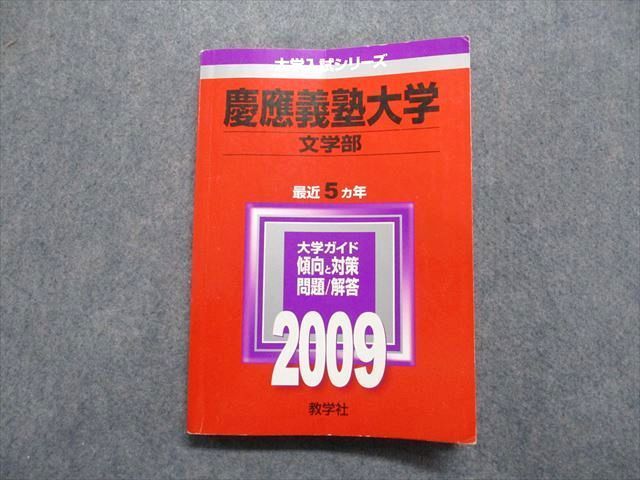 大学入試シリーズ
慶應義塾大学
文学部
最近5ヵ年
大学ガイド
傾向と対策
問題/解答
2009
教学社